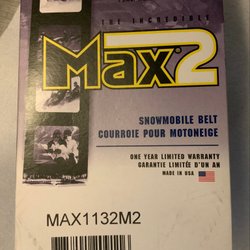 THE INCREDIBLE
Max2
SNOWMOBILE BELT
COURROIE POUR MOTONEIGE
ONE YEAR LIMITED WARRANTY
GARANTIE LIMITÉE D'UN AN
MADE IN USA
MAX1132M2